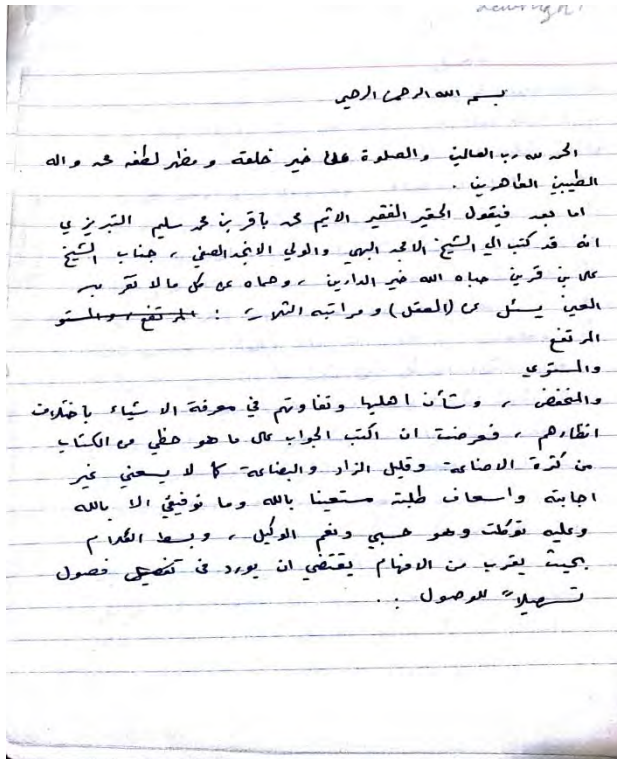 بسم الله الرحمن الرحيم
الحمد لله رب العالمين والصلوة على خير خلقه ومظهر لطفه محمد واله
الطيبين الطاهرين .
اما بعد فيقول الحقير الفقير الاثيم محمد باقر بن محمد سليم التبريزي
انه قد كتب الي الشيخ الامجد البهي والولي الانجد الصفي ، جناب الشيخ
علي بن قرين حباه الله خير الدارين ، وحماه عن كل ما لا تقر به
العين يسئل عن (العقل) و مراتبه الثلاث : المرتفع ، والمستو
المرتفع
والمستوي
والمنخفض ، وشأن اهليها وتفاوتهم في معرفة الاشياء باختلاف
انظارهم ، فعرضت ان اكتب الجواب على ما هو حظي من الكتاب
من كثرة الاضاعة وقليل الزاد والبضاعة كما لا يسعني غير
اجابته واسعاف طلبته مستعينا بالله وما توفيقي الا بالله
وعليه توكلت وهو حسبي ونعم الوكيل ، وبسط الكلام
بحيث يقرب من الافهام يقتضي ان يورد في فصول
تسهيلاً للوصول . .